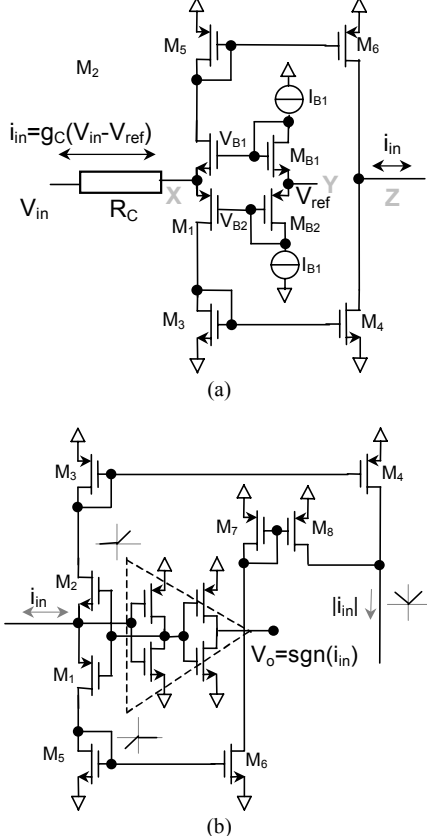 M5
M6
M2
IB1
iin=gC(Vin-Vref)
VB1
MB1
iin
X
Y
Z
Vin
RC
M1
VB2
Vref
MB2
IB1
M3
M4
(a)
M3
M4
M7
M8
M2
iin
|iin|
M1
Vo=sgn(iin)
M5
M6
(b)